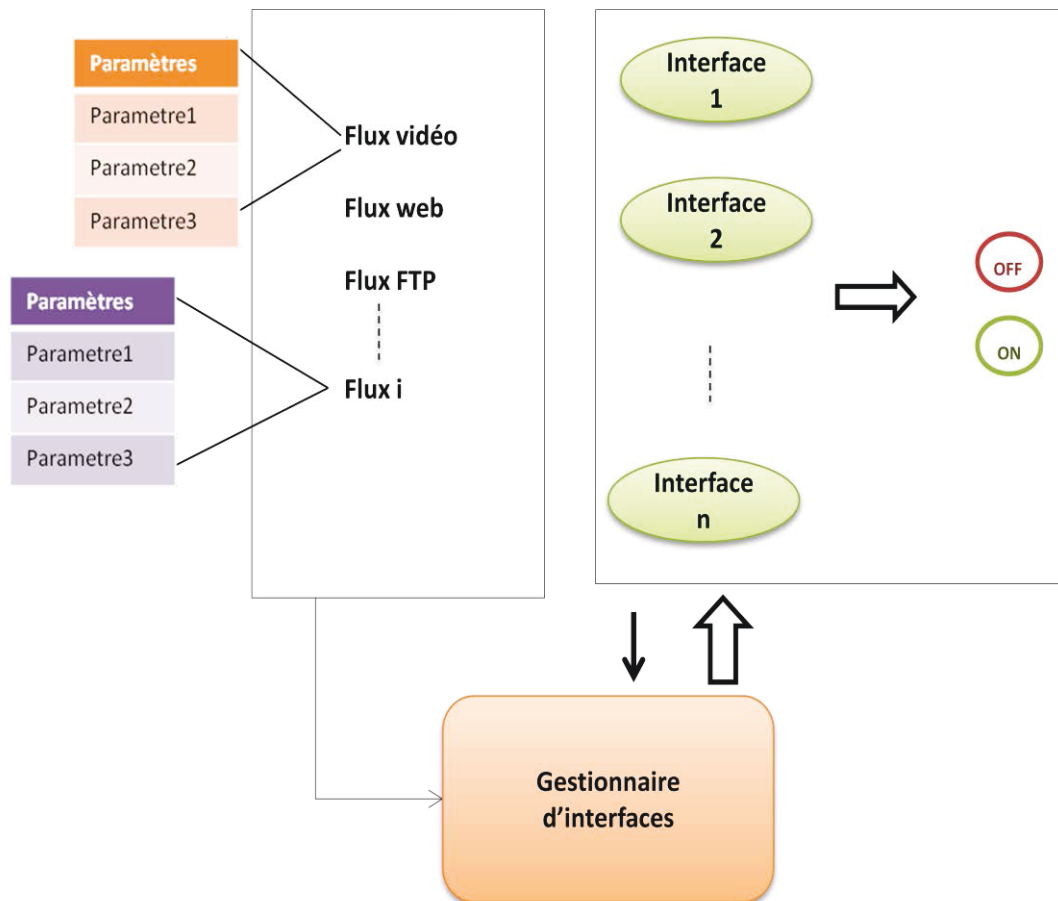 Paramètres
Parametre1
Parametre2
Parametre3
Paramètres
Parametre1
Parametre2
Parametre3
Flux vidéo
Flux web
Flux FTP
Flux i
Interface
1
Interface
2
Interface
n
OFF
ON
Gestionnaire
d’interfaces